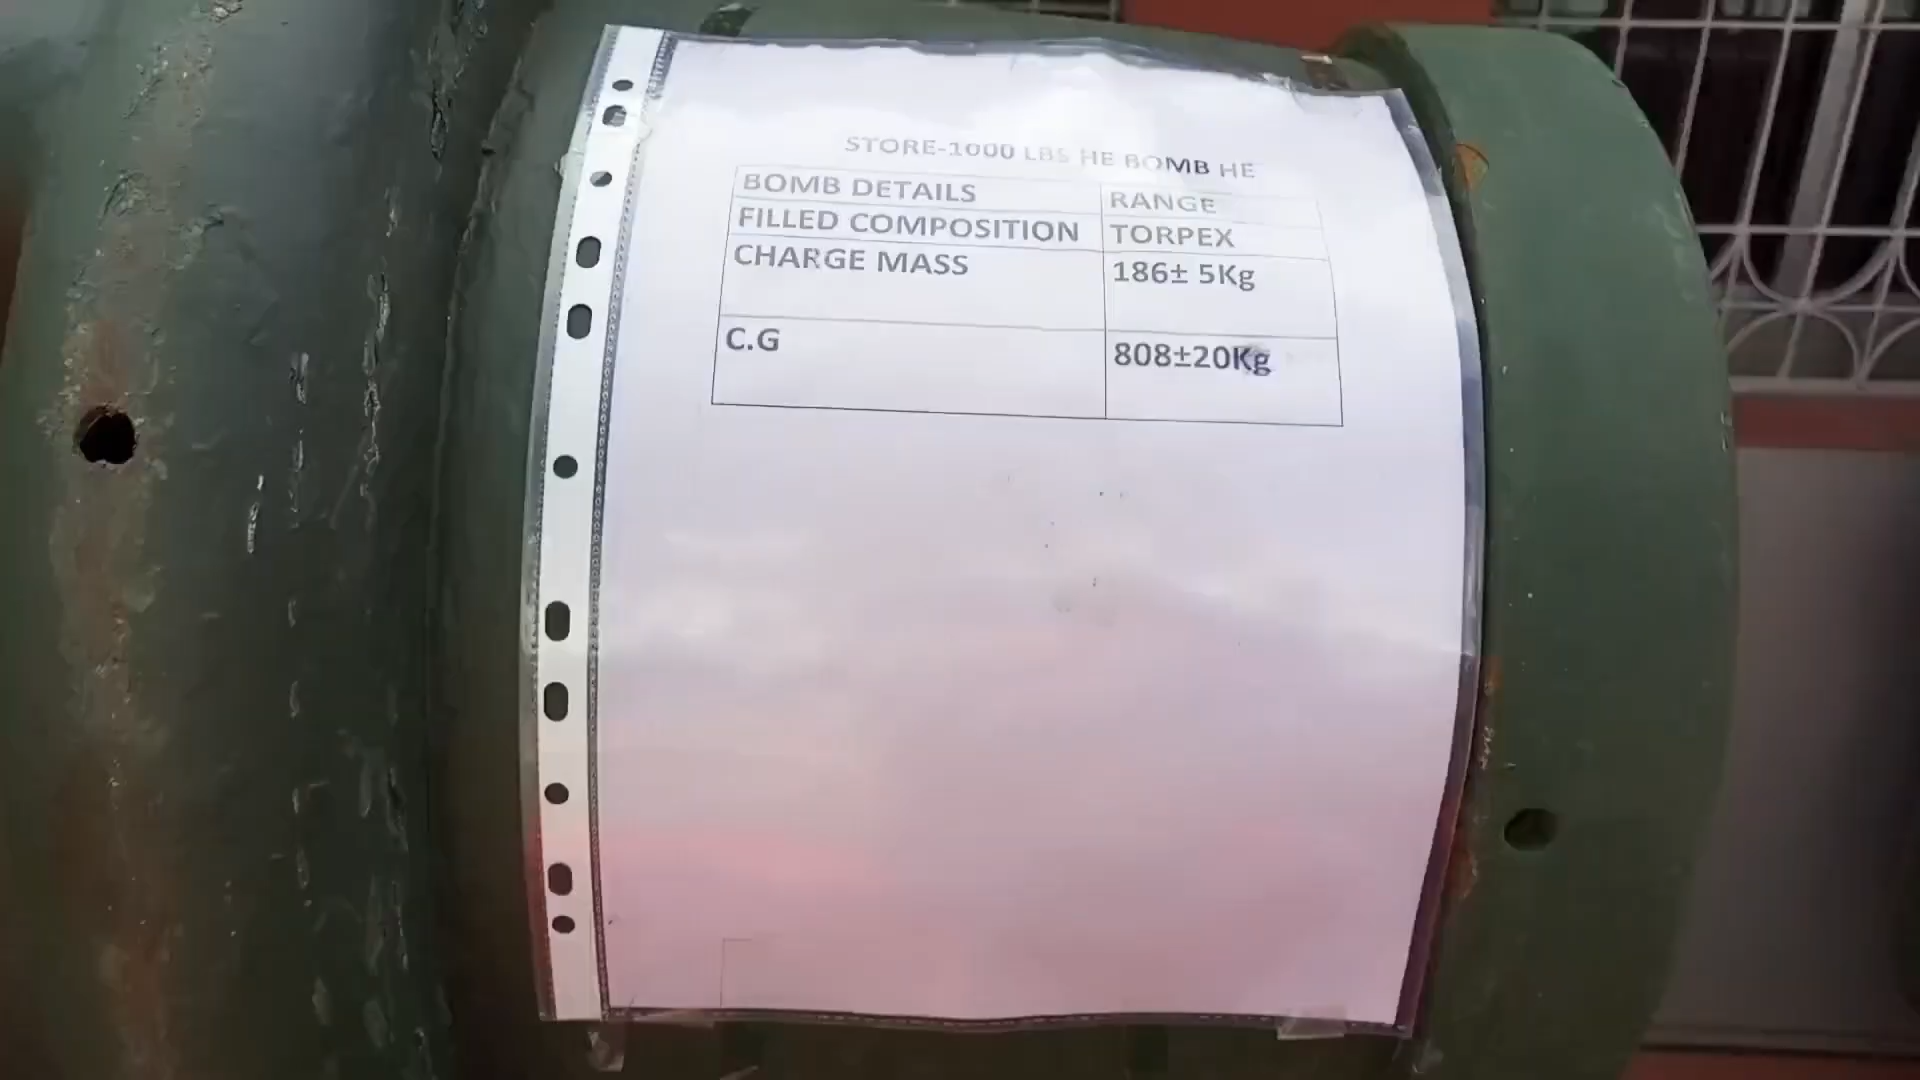 STORE-1000 LBS HE BOMB HE
BOMB DETAILS RANGE
FILLED COMPOSITION TORPEX
CHARGE MASS 186± 5Kg
C.G 808±20Kg